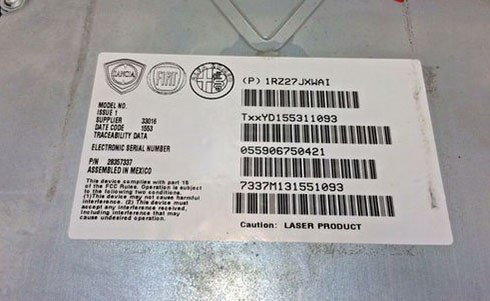 LANCIA
FIAT
(P) 1RZ27JXWAI
MODEL NO.
ISSUE 1
SUPPLIER 33016
DATE CODE 1553
TRACEABILITY DATA
TxxYD155311093
ELECTRONIC SERIAL NUMBER
055906750421
P/N 28357337
ASSEMBLED IN MEXICO
7337M131551093
This device complies with part 15
of the FCC Rules. Operation is subject
to the following two conditions.
(1)This device may not cause harmful
interference. (2) This device must
accept any interference received,
including interference that may
cause undesired operation.
Caution: LASER PRODUCT